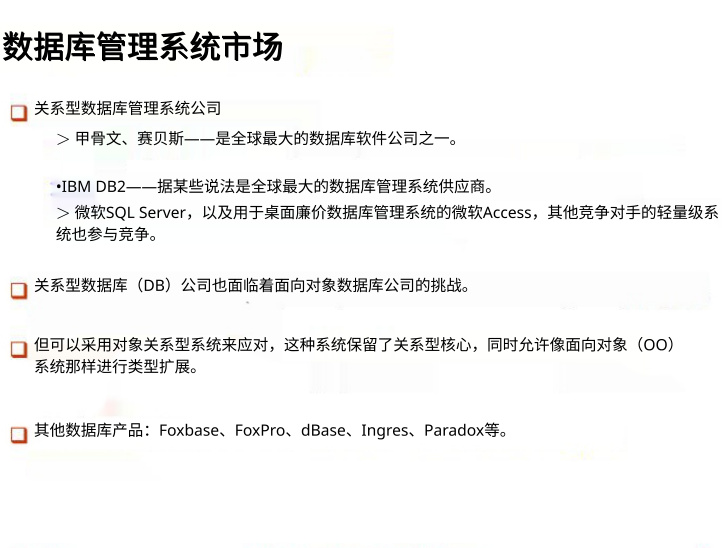 数据库管理系统市场
关系型数据库管理系统公司
＞ 甲骨文、赛贝斯——是全球最大的数据库软件公司之一。
•IBM DB2——据某些说法是全球最大的数据库管理系统供应商。
＞ 微软SQL Server，以及用于桌面廉价数据库管理系统的微软Access，其他竞争对手的轻量级系
统也参与竞争。
关系型数据库（DB）公司也面临着面向对象数据库公司的挑战。
但可以采用对象关系型系统来应对，这种系统保留了关系型核心，同时允许像面向对象（OO）
系统那样进行类型扩展。
其他数据库产品：Foxbase、FoxPro、dBase、Ingres、Paradox等。